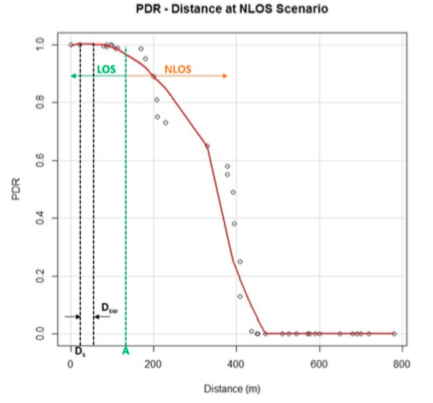 PDR - Distance at NLOS Scenario
1.0
LOS
NLOS
0.8
0.6
PDR
0.4
0.2
Dsw
0.0
Ds
A
0
200
400
600
800
Distance (m)